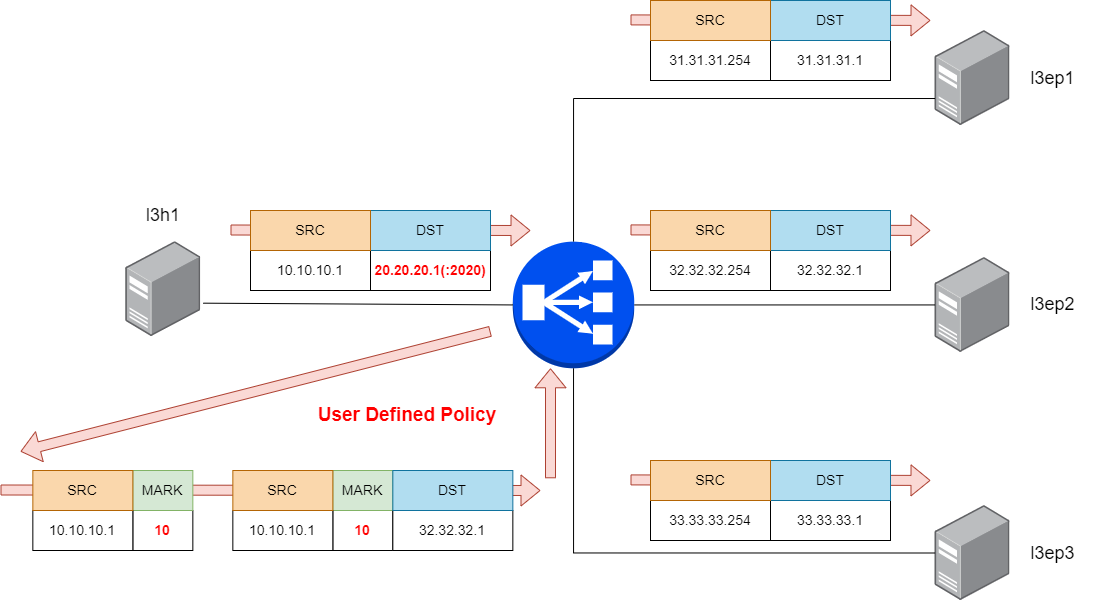 SRC DST
31.31.31.254 31.31.31.1
l3ep1
l3h1
SRC DST
10.10.10.1 20.20.20.1(:2020)
SRC DST
32.32.32.254 32.32.32.1
l3ep2
User Defined Policy
SRC MARK SRC MARK DST
10.10.10.1 10 10.10.10.1 10 32.32.32.1
SRC DST
33.33.33.254 33.33.33.1
l3ep3